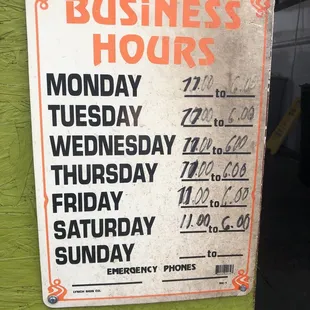 BUSINESS
HOURS
MONDAY 11.00 to 6.00
TUESDAY 11.00 to 6.00
WEDNESDAY 11.00 to 6.00
THURSDAY 11.00 to 6.00
FRIDAY 11.00 to 6.00
SATURDAY 11.00 to 6.00
SUNDAY to
EMERGENCY PHONES